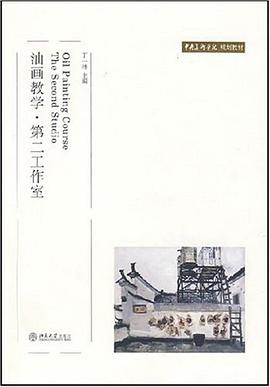 中央美术学院 规划教材
丁一林 主编
Oil Painting Course
The Second Studio
油画教学·第二工作室
北京大学出版社